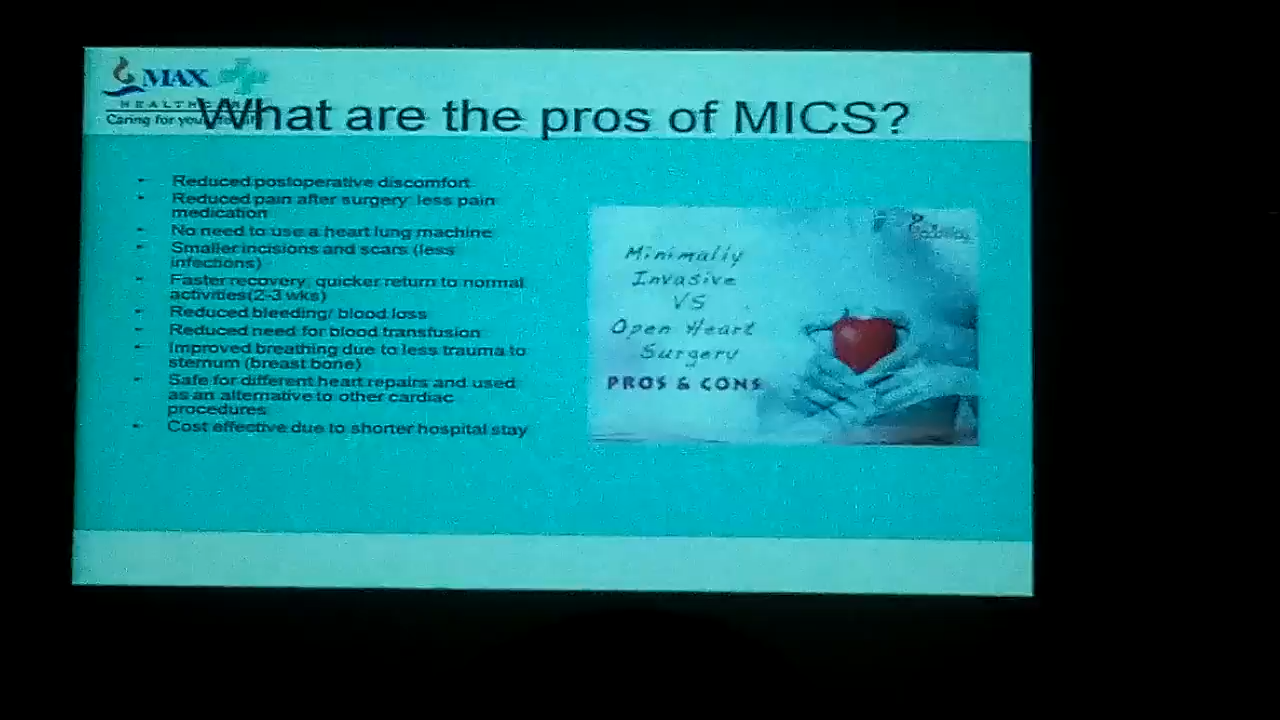 MAX
HEALTHC
Caring for you
What are the pros of MICS?
• Reduced postoperative discomfort
• Reduced pain after surgery; less pain
medication
• No need to use a heart lung machine
• Smaller incisions and scars (less
infections)
• Faster recovery; quicker return to normal
activities(2-3 wks)
• Reduced bleeding/ blood loss
• Reduced need for blood transfusion
• Improved breathing due to less trauma to
sternum (breast bone)
• Safe for different heart repairs and used
as an alternative to other cardiac
procedures
• Cost effective due to shorter hospital stay
Minimally
Invasive
VS
Open Heart
Surgery
PROS & CONS